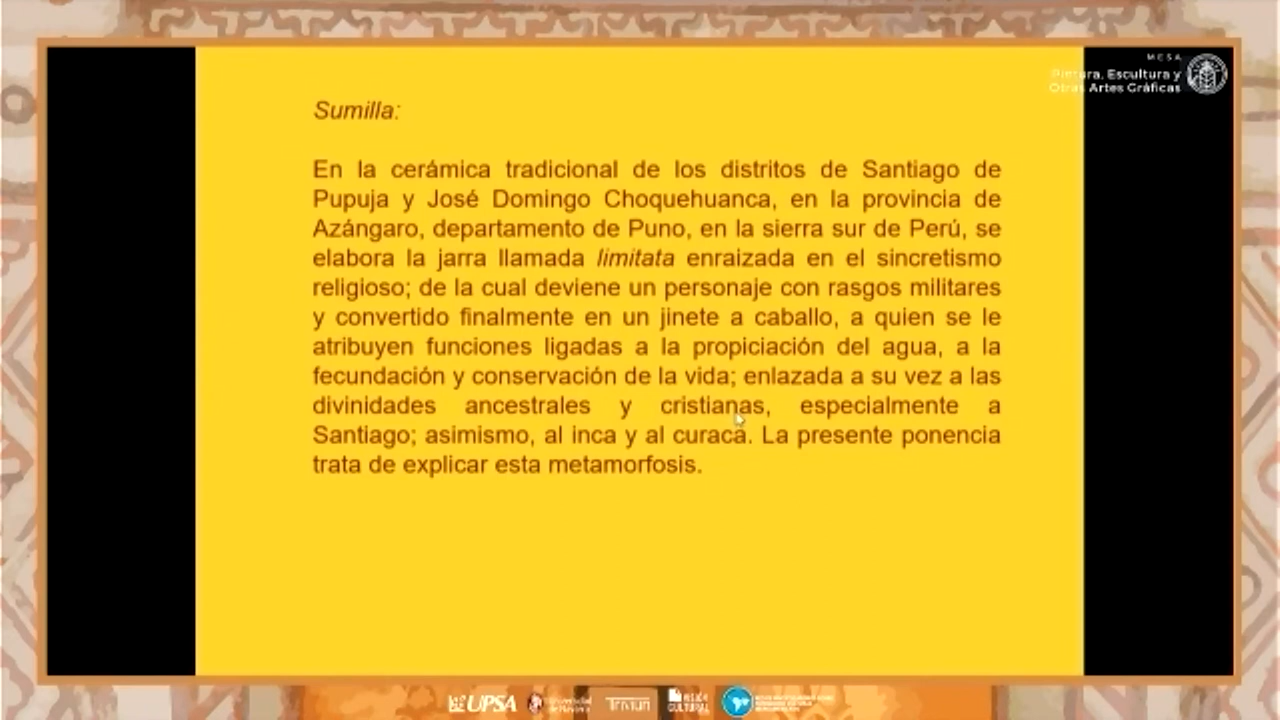 MESA
Pintura, Escultura y
Otras Artes Gráficas
Sumilla:
En la cerámica tradicional de los distritos de Santiago de
Pupuja y José Domingo Choquehuanca, en la provincia de
Azángaro, departamento de Puno, en la sierra sur de Perú, se
elabora la jarra llamada limitata enraizada en el sincretismo
religioso; de la cual deviene un personaje con rasgos militares
y convertido finalmente en un jinete a caballo, a quien se le
atribuyen funciones ligadas a la propiciación del agua, a la
fecundación y conservación de la vida; enlazada a su vez a las
divinidades ancestrales y cristianas, especialmente a
Santiago; asimismo, al inca y al curaca. La presente ponencia
trata de explicar esta metamorfosis.
UPSA